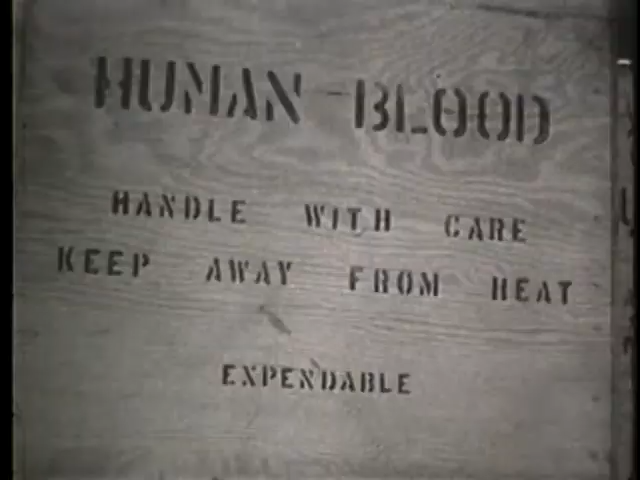 HUMAN BLOOD
HANDLE WITH CARE
KEEP AWAY FROM HEAT
EXPENDABLE